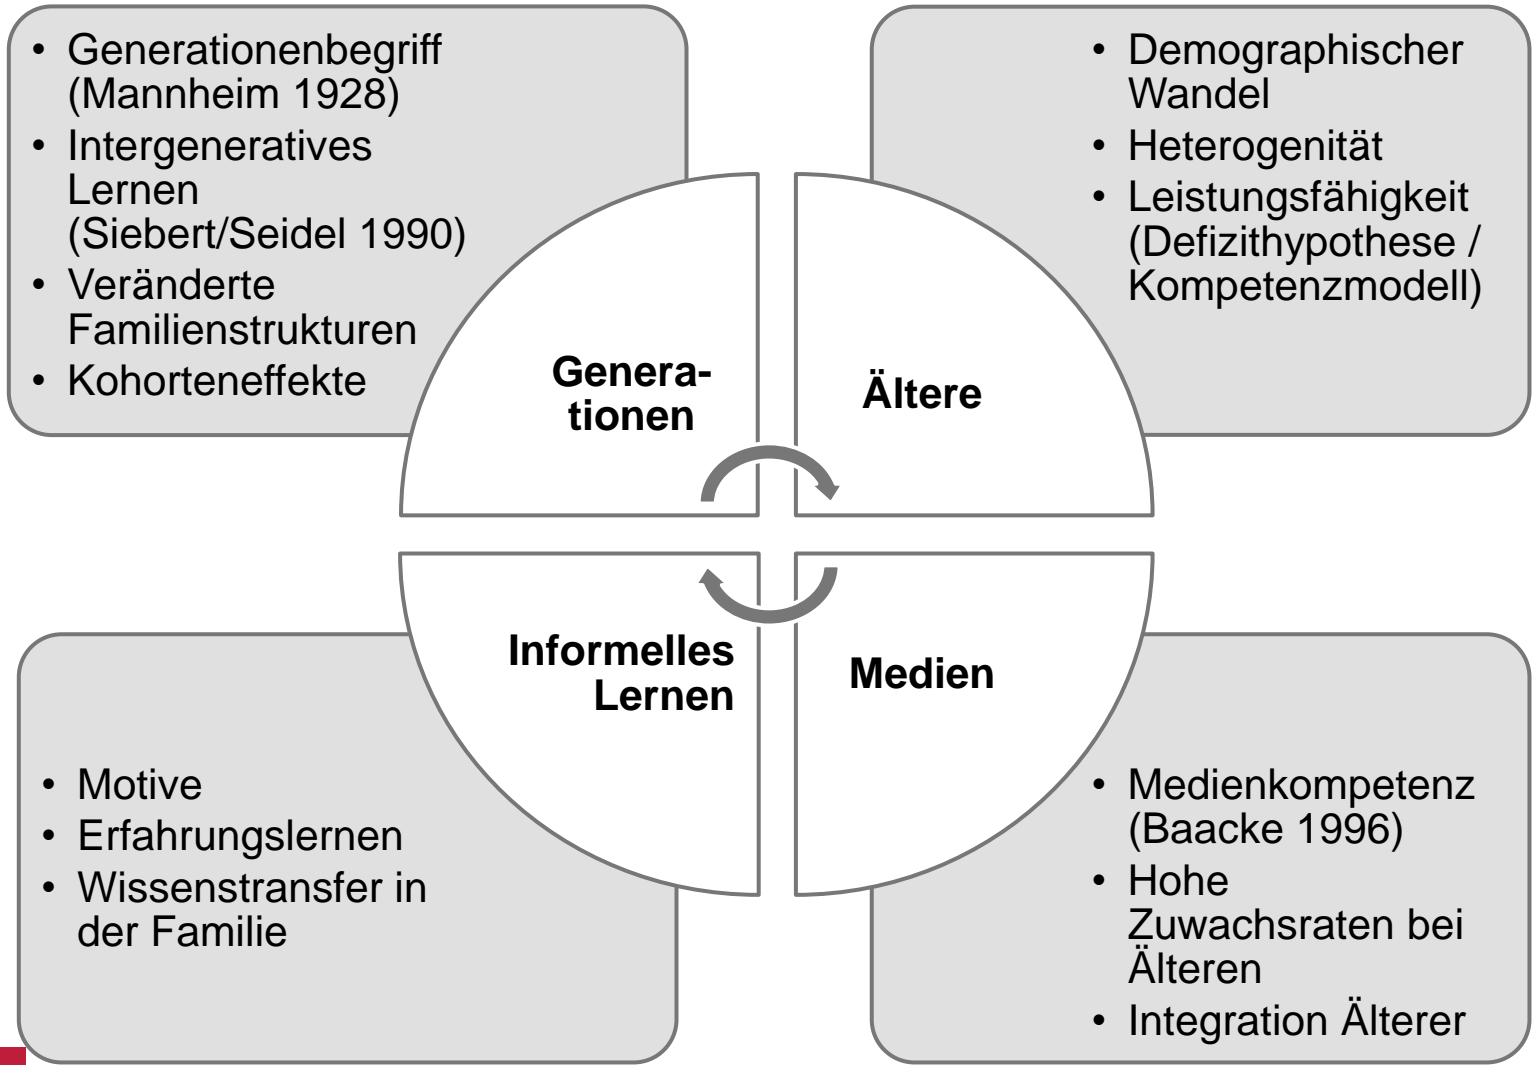 • Generationenbegriff
(Mannheim 1928)
• Intergeneratives
Lernen
(Siebert/Seidel 1990)
• Veränderte
Familienstrukturen
• Kohorteneffekte
• Demographischer
Wandel
• Heterogenität
• Leistungsfähigkeit
(Defizithypothese /
Kompetenzmodell)
Genera-
tionen
Ältere
Informelles
Lernen
Medien
• Motive
• Erfahrungslernen
• Wissenstransfer in
der Familie
• Medienkompetenz
(Baacke 1996)
• Hohe
Zuwachsraten bei
Älteren
• Integration Älterer